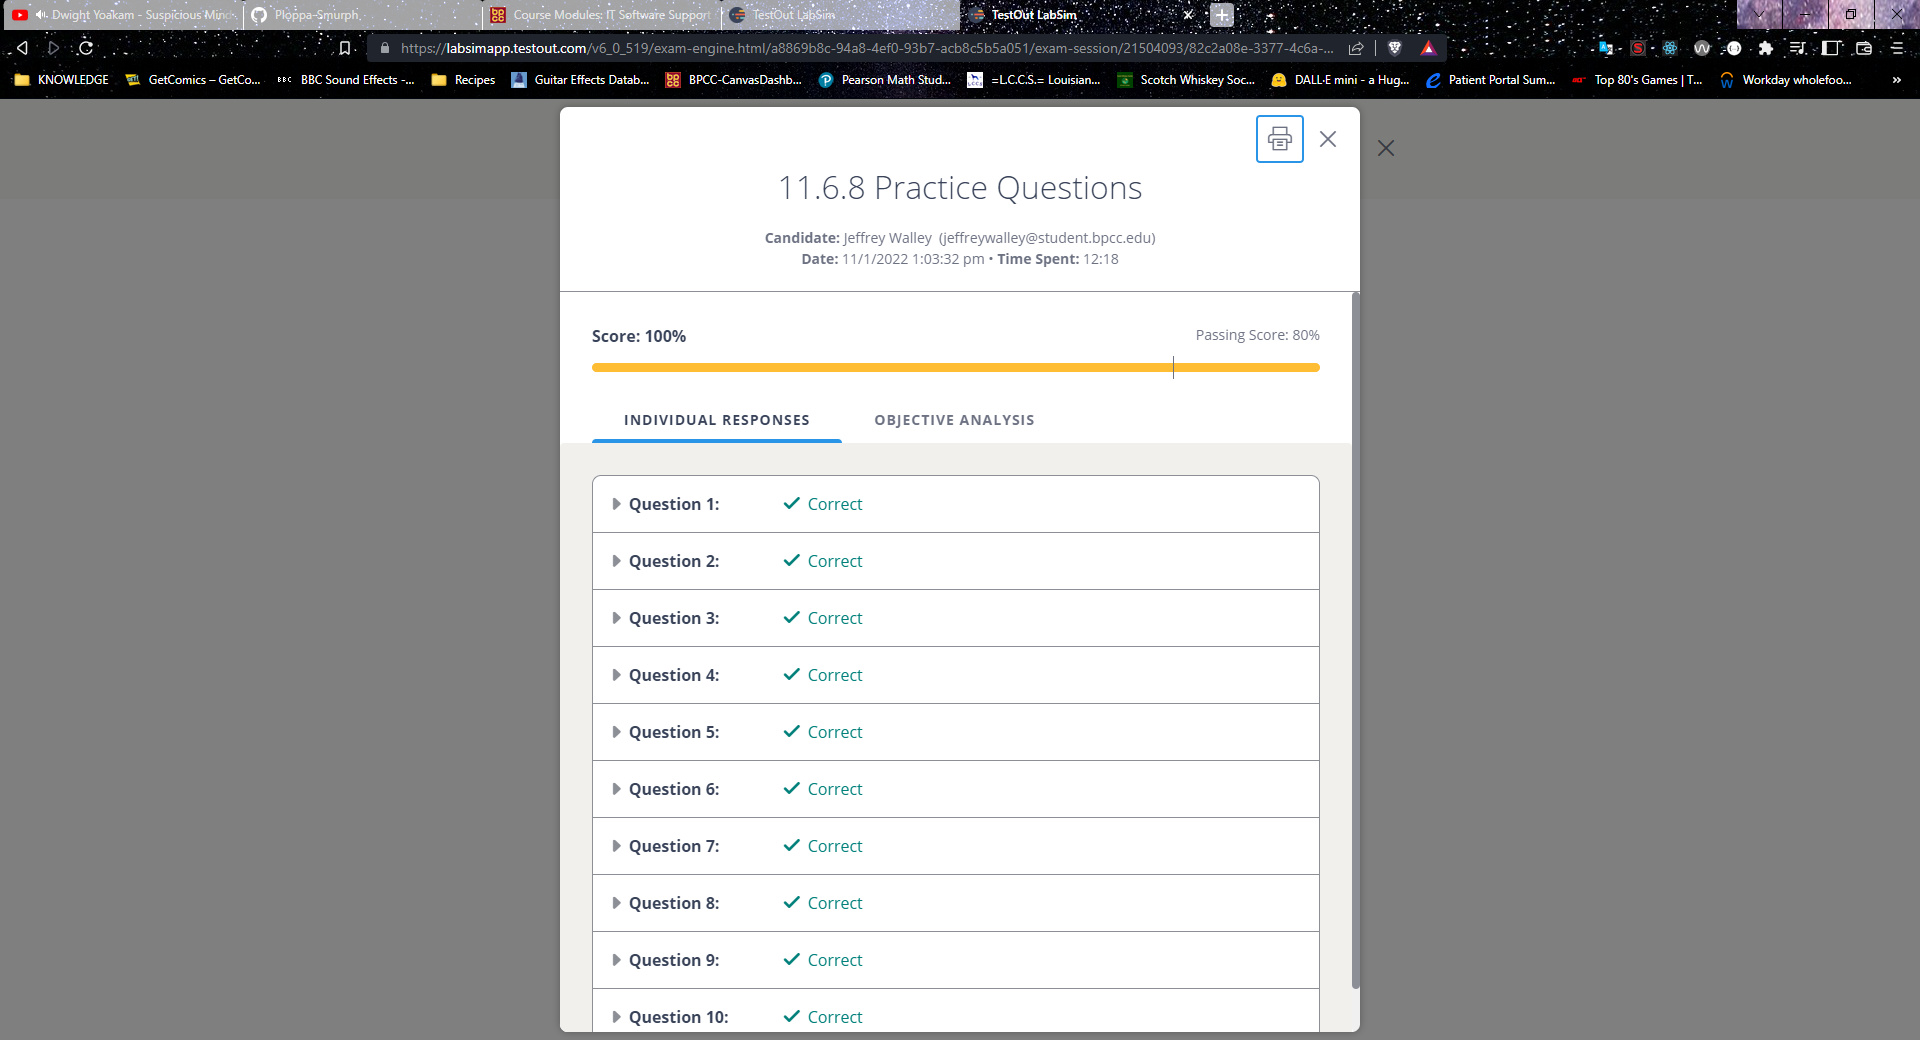 Dwight Yoakam - Suspicious Mind
Ploppa-Smurph
Course Modules: IT Software Support
TestOut LabSim
TestOut LabSim
https://labsimapp.testout.com/v6_0_519/exam-engine.html/a8869b8c-94a8-4ef0-93b7-acb8c5b5a051/exam-session/21504093/82c2a08e-3377-4c6a-...
KNOWLEDGE
GetComics – GetCo...
BBC
BBC Sound Effects -...
Recipes
Guitar Effects Datab...
BPCC-CanvasDashb...
Pearson Math Stud...
=L.C.C.S.= Louisian...
Scotch Whiskey Soc...
DALL·E mini - a Hug...
Patient Portal Sum...
Top 80's Games | T...
Workday wholefoo...
»
11.6.8 Practice Questions
Candidate: Jeffrey Walley (jeffreywalley@student.bpcc.edu)
Date: 11/1/2022 1:03:32 pm • Time Spent: 12:18
Score: 100%
Passing Score: 80%
INDIVIDUAL RESPONSES
OBJECTIVE ANALYSIS
Question 1: Correct
Question 2: Correct
Question 3: Correct
Question 4: Correct
Question 5: Correct
Question 6: Correct
Question 7: Correct
Question 8: Correct
Question 9: Correct
Question 10: Correct